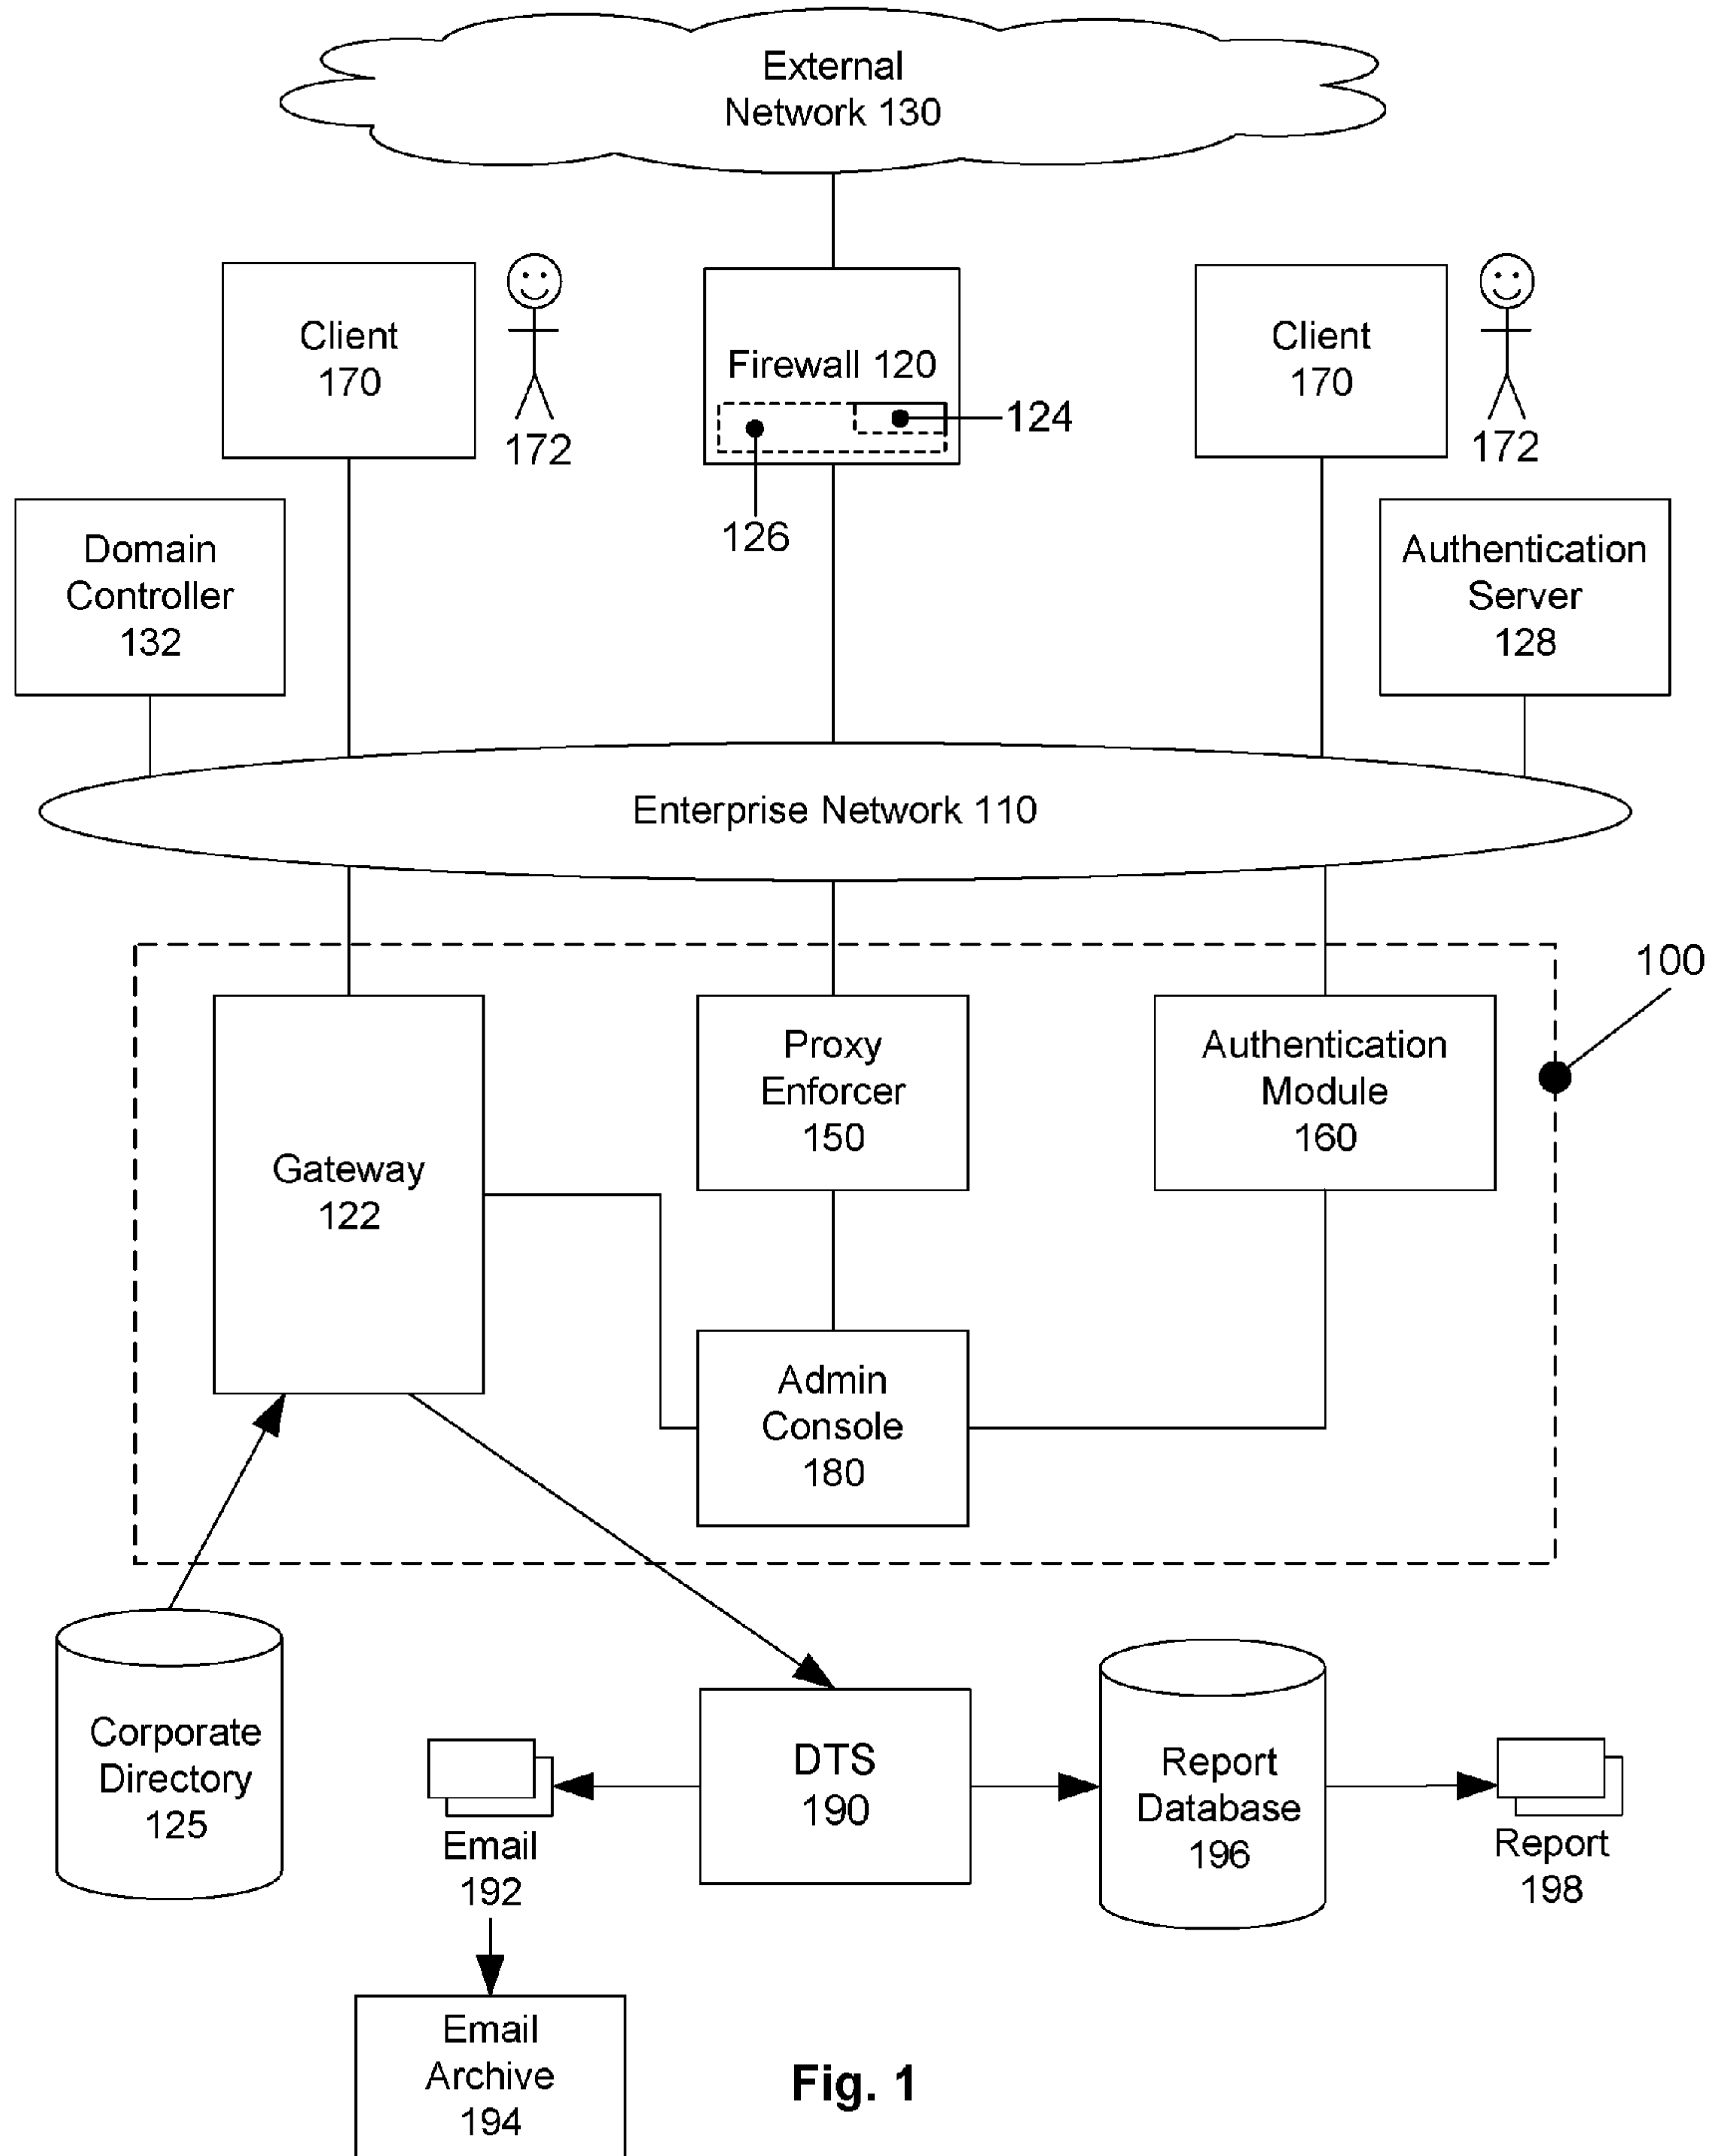 External
Network 130
Client
170
172
Firewall 120
124
126
Client
170
172
Domain
Controller
132
Authentication
Server
128
Enterprise Network 110
100
Gateway
122
Proxy
Enforcer
150
Authentication
Module
160
Admin
Console
180
Corporate
Directory
125
Email
192
DTS
190
Report
Database
196
Report
198
Email
Archive
194
Fig. 1